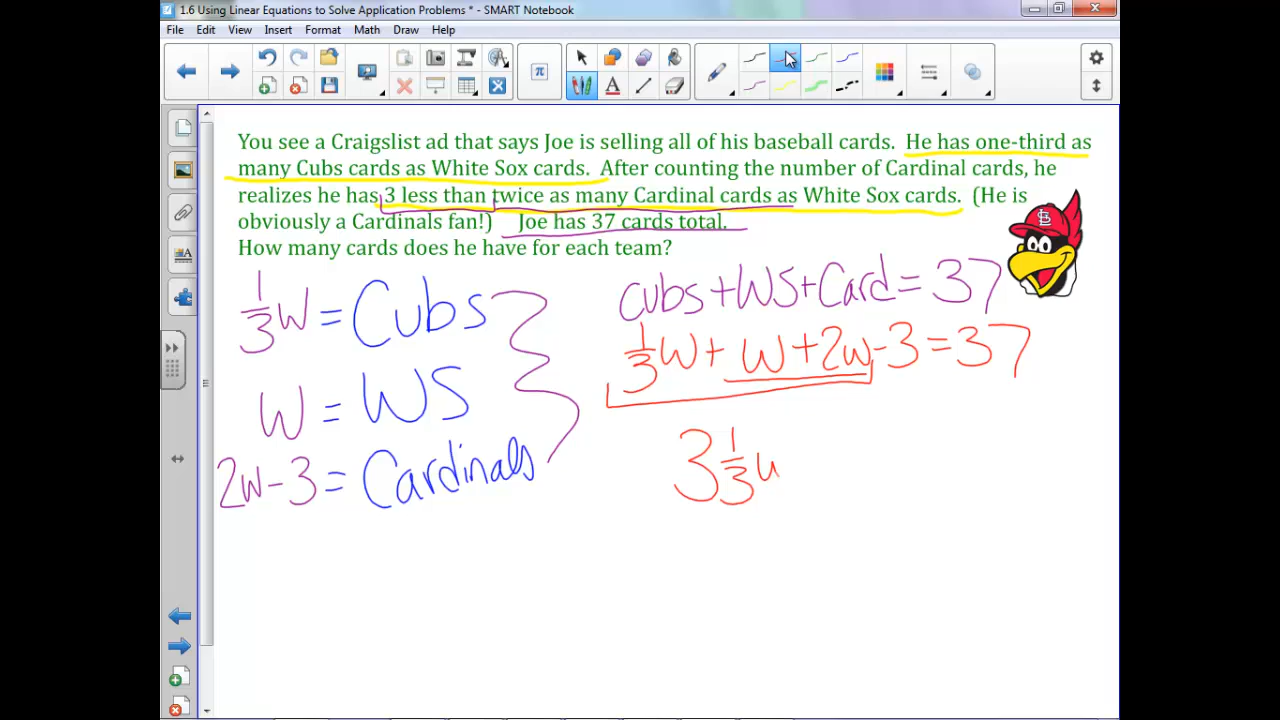 1.6 Using Linear Equations to Solve Application Problems * - SMART Notebook
File Edit View Insert Format Math Draw Help
π
A
You see a Craigslist ad that says Joe is selling all of his baseball cards. He has one-third as
many Cubs cards as White Sox cards. After counting the number of Cardinal cards, he
realizes he has 3 less than twice as many Cardinal cards as White Sox cards. (He is
obviously a Cardinals fan!) Joe has 37 cards total.
How many cards does he have for each team?
1/3 W = Cubs
W = WS
2w-3 = Cardinals
cubs + WS + Card = 37
1/3 W + W + 2w - 3 = 37
3 1/3